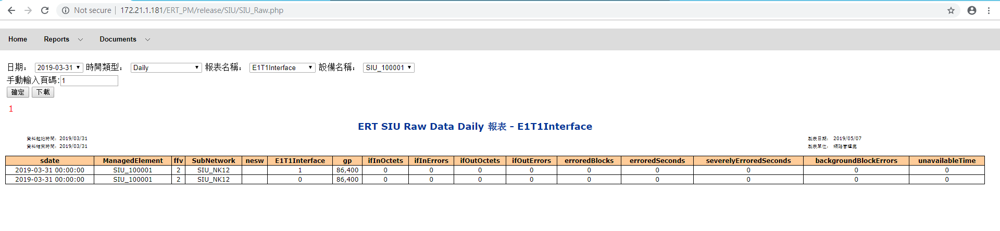 Not secure | 172.21.1.181/ERT_PM/release/SIU/SIU_Raw.php
Home Reports Documents
日期： 2019-03-31 時間類型： Daily 報表名稱： E1T1Interface 設備名稱： SIU_100001
手動輸入頁碼:1
確定 下載
1
ERT SIU Raw Data Daily 報表 - E1T1Interface
資料起始時間：2019/03/31 製表日期： 2019/05/07
資料結束時間：2019/03/31 製表單位： 網路管理處
sdate ManagedElement ffv SubNetwork nesw E1T1Interface gp ifInOctets ifInErrors ifOutOctets ifOutErrors erroredBlocks erroredSeconds severelyErroredSeconds backgroundBlockErrors unavailableTime
2019-03-31 00:00:00 SIU_100001 2 SIU_NK12 1 86,400 0 0 0 0 0 0 0 0 0
2019-03-31 00:00:00 SIU_100001 2 SIU_NK12 0 86,400 0 0 0 0 0 0 0 0 0